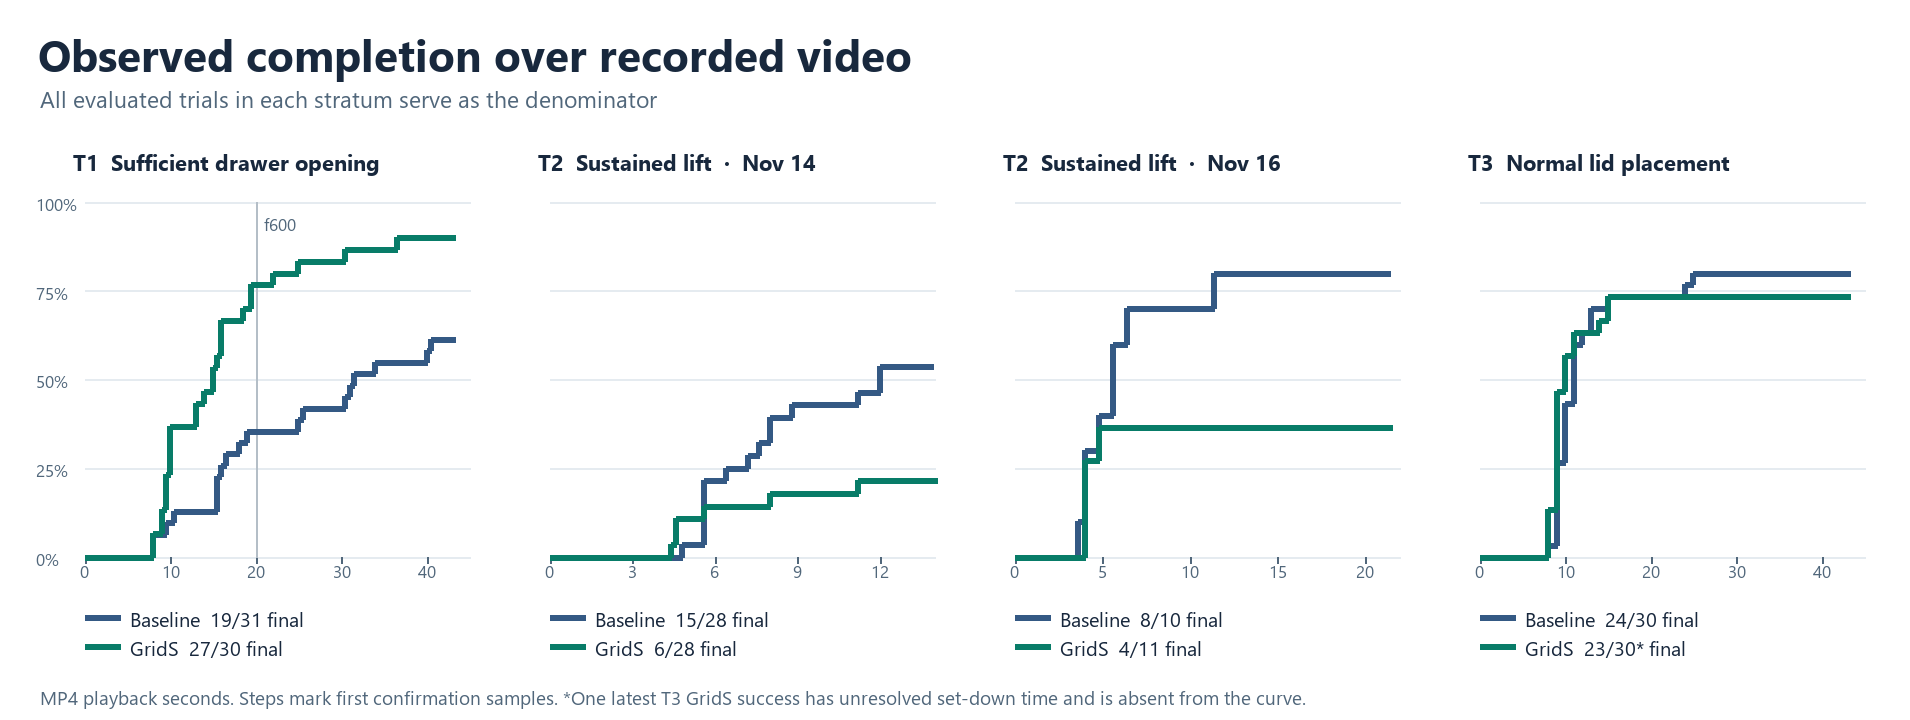 Observed completion over recorded video
All evaluated trials in each stratum serve as the denominator
T1 Sufficient drawer opening
100%
75%
50%
25%
0%
f600
0 10 20 30 40
Baseline 19/31 final
GridS 27/30 final
T2 Sustained lift · Nov 14
0 3 6 9 12
Baseline 15/28 final
GridS 6/28 final
T2 Sustained lift · Nov 16
0 5 10 15 20
Baseline 8/10 final
GridS 4/11 final
T3 Normal lid placement
0 10 20 30 40
Baseline 24/30 final
GridS 23/30* final
MP4 playback seconds. Steps mark first confirmation samples. *One latest T3 GridS success has unresolved set-down time and is absent from the curve.